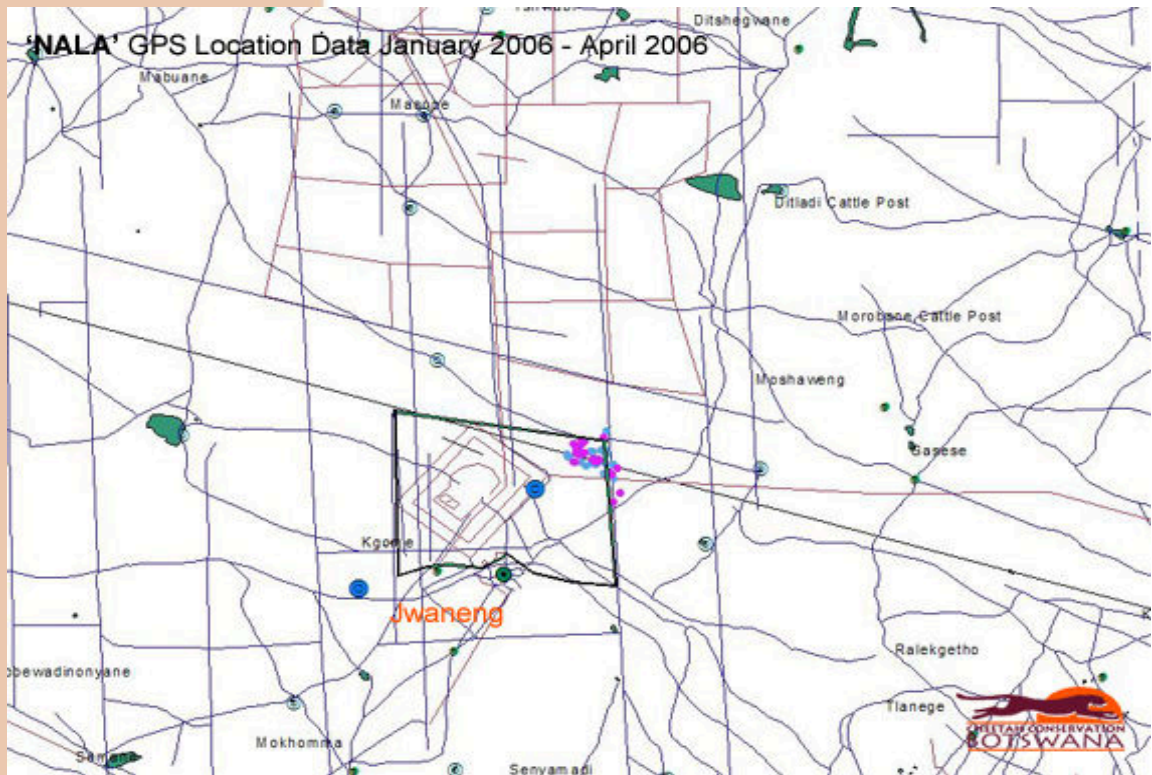 Ditshegwane
‘NALA’ GPS Location Data January 2006 - April 2006
Mabuane
Masope
Ditladi Cattle Post
Morobane Cattle Post
Moshaweng
Gasese
Jwaneng
Ralekgetho
Tlanege
CHEETAH CONSERVATION
BOTSWANA
Mokhomma
Senyamadi